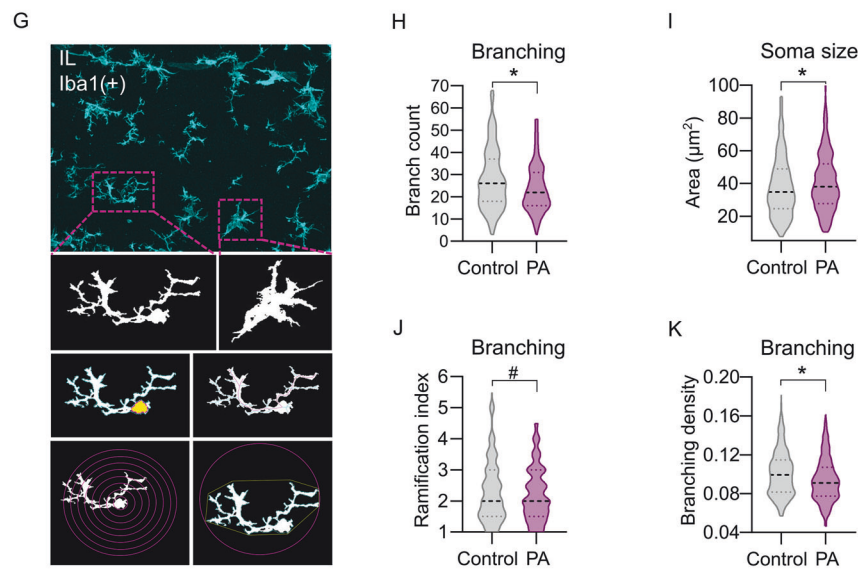 G
IL
Iba1(+)
H
Branching
*
Branch count
70
60
50
40
30
20
10
0
Control PA
I
Soma size
*
Area (µm²)
100
80
60
40
20
Control PA
J
Branching
#
Ramification index
6
5
4
3
2
1
Control PA
K
Branching
*
Branching density
0.20
0.16
0.12
0.08
0.04
Control PA